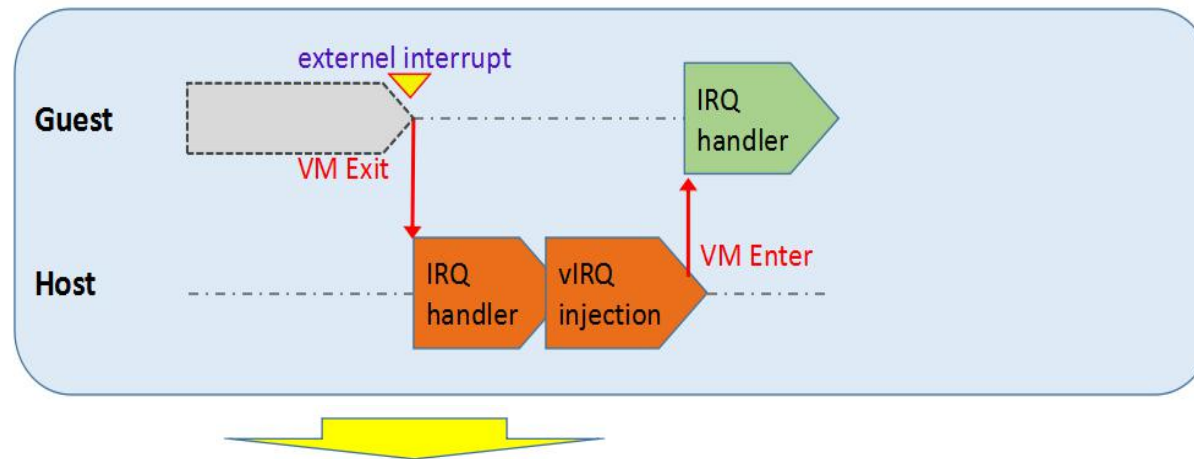 externel interrupt
Guest
IRQ
handler
VM Exit
VM Enter
Host
IRQ
handler
vIRQ
injection